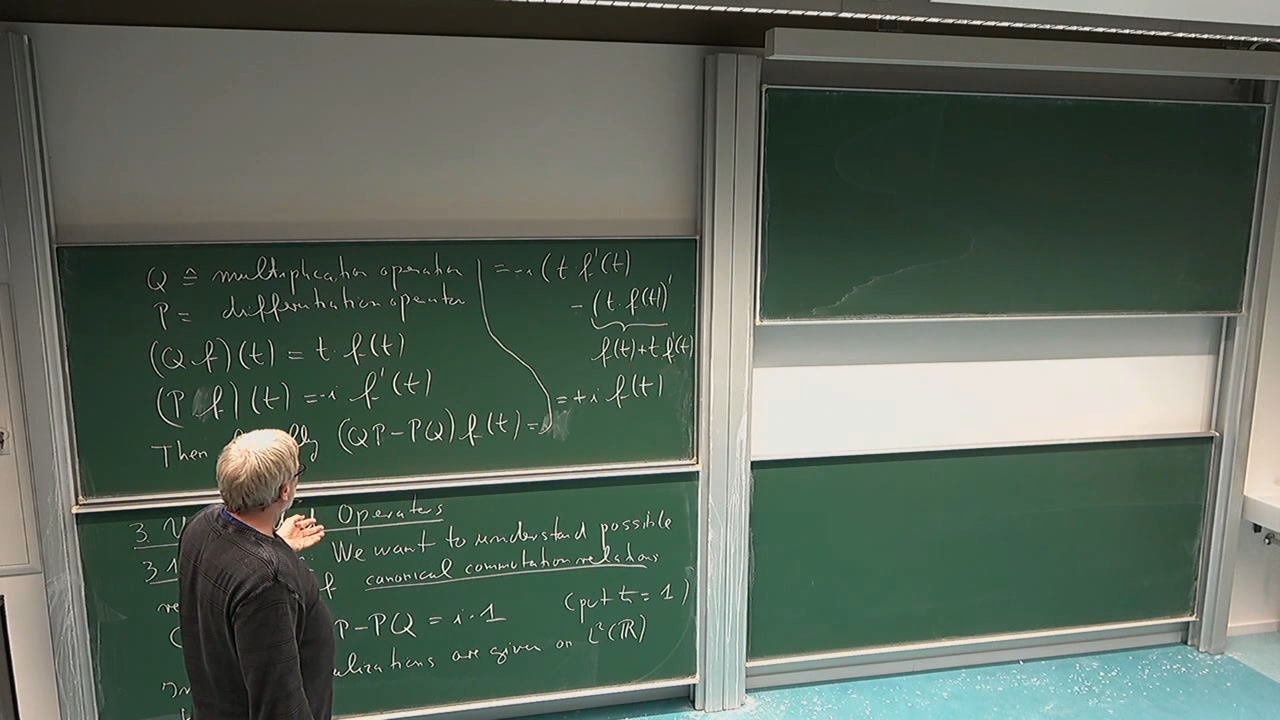 Q ≙ multiplication operator
P = differentiation operator
(Q f)(t) = t · f(t)
(P f)(t) = -i f'(t)
Then (QP-PQ) f(t) =
= -i (t f'(t)
- (t · f(t))'
f(t) + t f'(t)
= + i f(t)
3. Operators
3.1 We want to understand possible
of canonical commutation relations
P-PQ = i·1 (put ħ = 1)
are given on L²(ℝ)